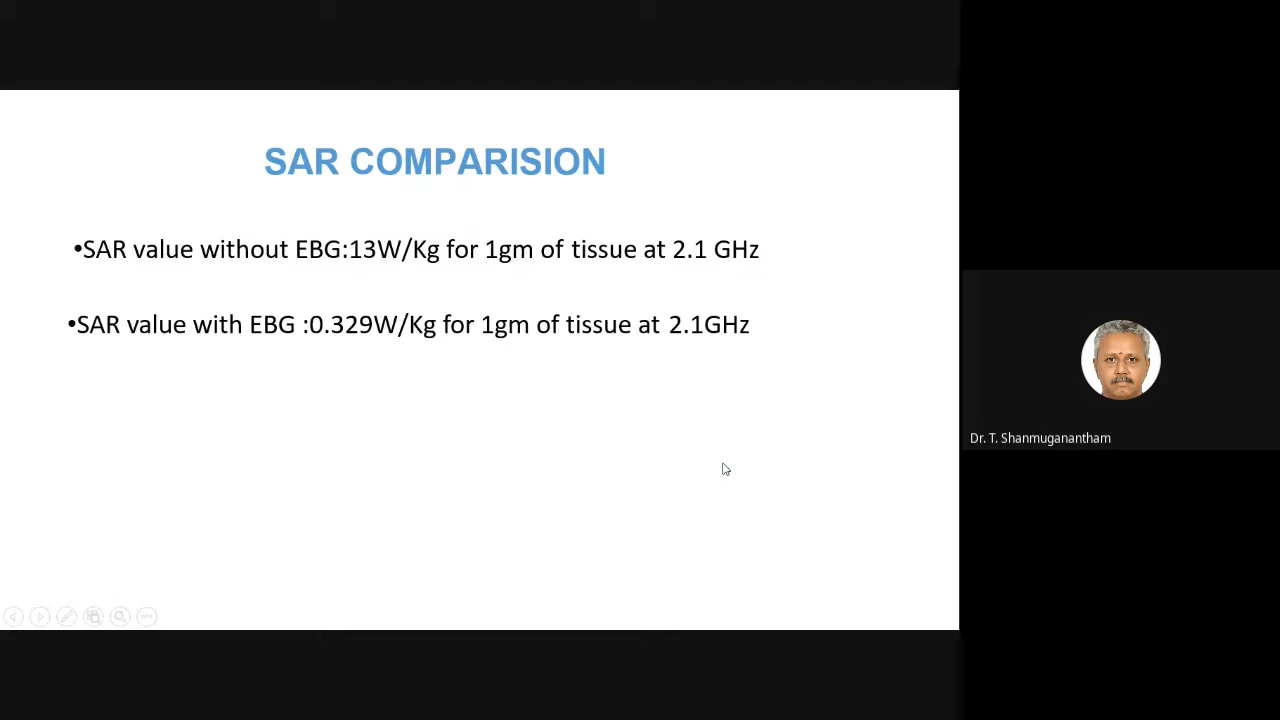 SAR COMPARISION
•SAR value without EBG:13W/Kg for 1gm of tissue at 2.1 GHz
•SAR value with EBG :0.329W/Kg for 1gm of tissue at 2.1GHz
Dr. T. Shanmuganantham